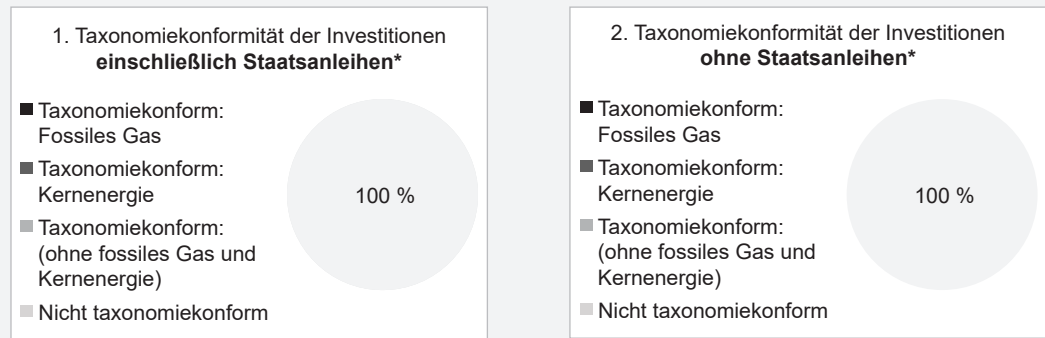 1. Taxonomiekonformität der Investitionen
einschließlich Staatsanleihen*
Taxonomiekonform:
Fossiles Gas
Taxonomiekonform:
Kernenergie
Taxonomiekonform:
(ohne fossiles Gas und
Kernenergie)
Nicht taxonomiekonform
100 %
2. Taxonomiekonformität der Investitionen
ohne Staatsanleihen*
Taxonomiekonform:
Fossiles Gas
Taxonomiekonform:
Kernenergie
Taxonomiekonform:
(ohne fossiles Gas und
Kernenergie)
Nicht taxonomiekonform
100 %